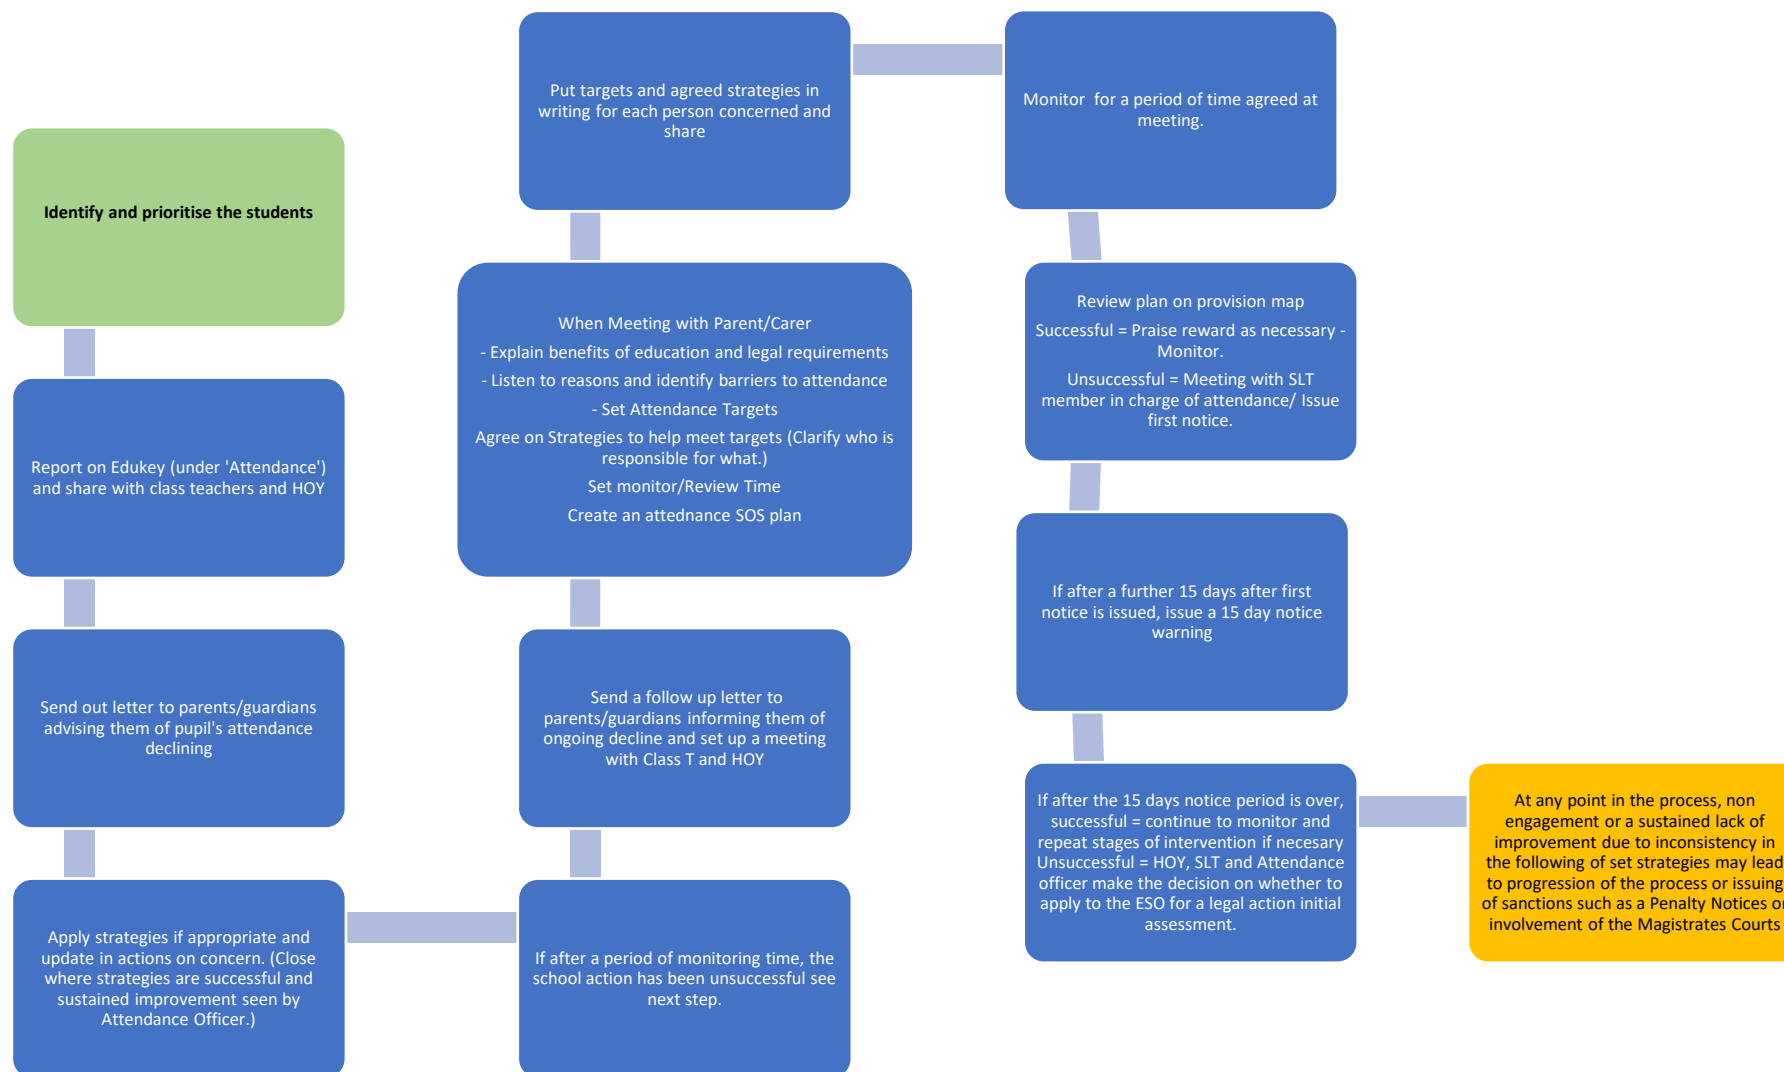 Identify and prioritise the students
Report on Edukey (under 'Attendance')
and share with class teachers and HOY
Send out letter to parents/guardians
advising them of pupil's attendance
declining
Apply strategies if appropriate and
update in actions on concern. (Close
where strategies are successful and
sustained improvement seen by
Attendance Officer.)
If after a period of monitoring time, the
school action has been unsuccessful see
next step.
Send a follow up letter to
parents/guardians informing them of
ongoing decline and set up a meeting
with Class T and HOY
When Meeting with Parent/Carer
- Explain benefits of education and legal requirements
- Listen to reasons and identify barriers to attendance
- Set Attendance Targets
Agree on Strategies to help meet targets (Clarify who is
responsible for what.)
Set monitor/Review Time
Create an attednance SOS plan
Put targets and agreed strategies in
writing for each person concerned and
share
Monitor  for a period of time agreed at
meeting.
Review plan on provision map
Successful = Praise reward as necessary -
Monitor.
Unsuccessful = Meeting with SLT
member in charge of attendance/ Issue
first notice.
If after a further 15 days after first
notice is issued, issue a 15 day notice
warning
If after the 15 days notice period is over,
successful = continue to monitor and
repeat stages of intervention if necesary
Unsuccessful = HOY, SLT and Attendance
officer make the decision on whether to
apply to the ESO for a legal action initial
assessment.
At any point in the process, non
engagement or a sustained lack of
improvement due to inconsistency in
the following of set strategies may lead
to progression of the process or issuing
of sanctions such as a Penalty Notices or
involvement of the Magistrates Courts